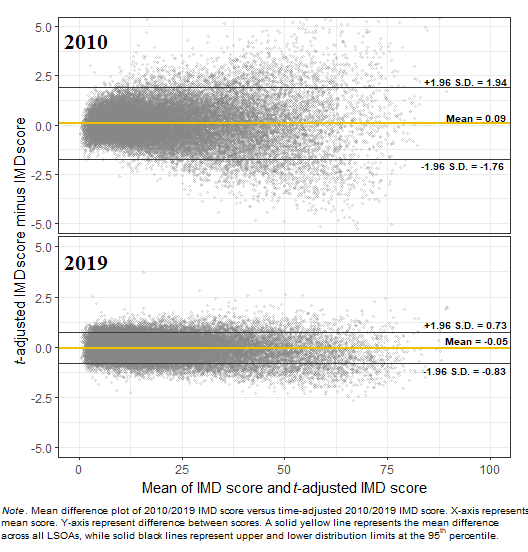 2010
5.0
2.5
0.0
-2.5
-5.0
+1.96 S.D. = 1.94
Mean = 0.09
-1.96 S.D. = -1.76
t-adjusted IMD score minus IMD score
2019
5.0
2.5
0.0
-2.5
-5.0
+1.96 S.D. = 0.73
Mean = -0.05
-1.96 S.D. = -0.83
0 25 50 75 100
Mean of IMD score and t-adjusted IMD score
Note. Mean difference plot of 2010/2019 IMD score versus time-adjusted 2010/2019 IMD score. X-axis represents
mean score. Y-axis represent difference between scores. A solid yellow line represents the mean difference
across all LSOAs, while solid black lines represent upper and lower distribution limits at the 95th percentile.